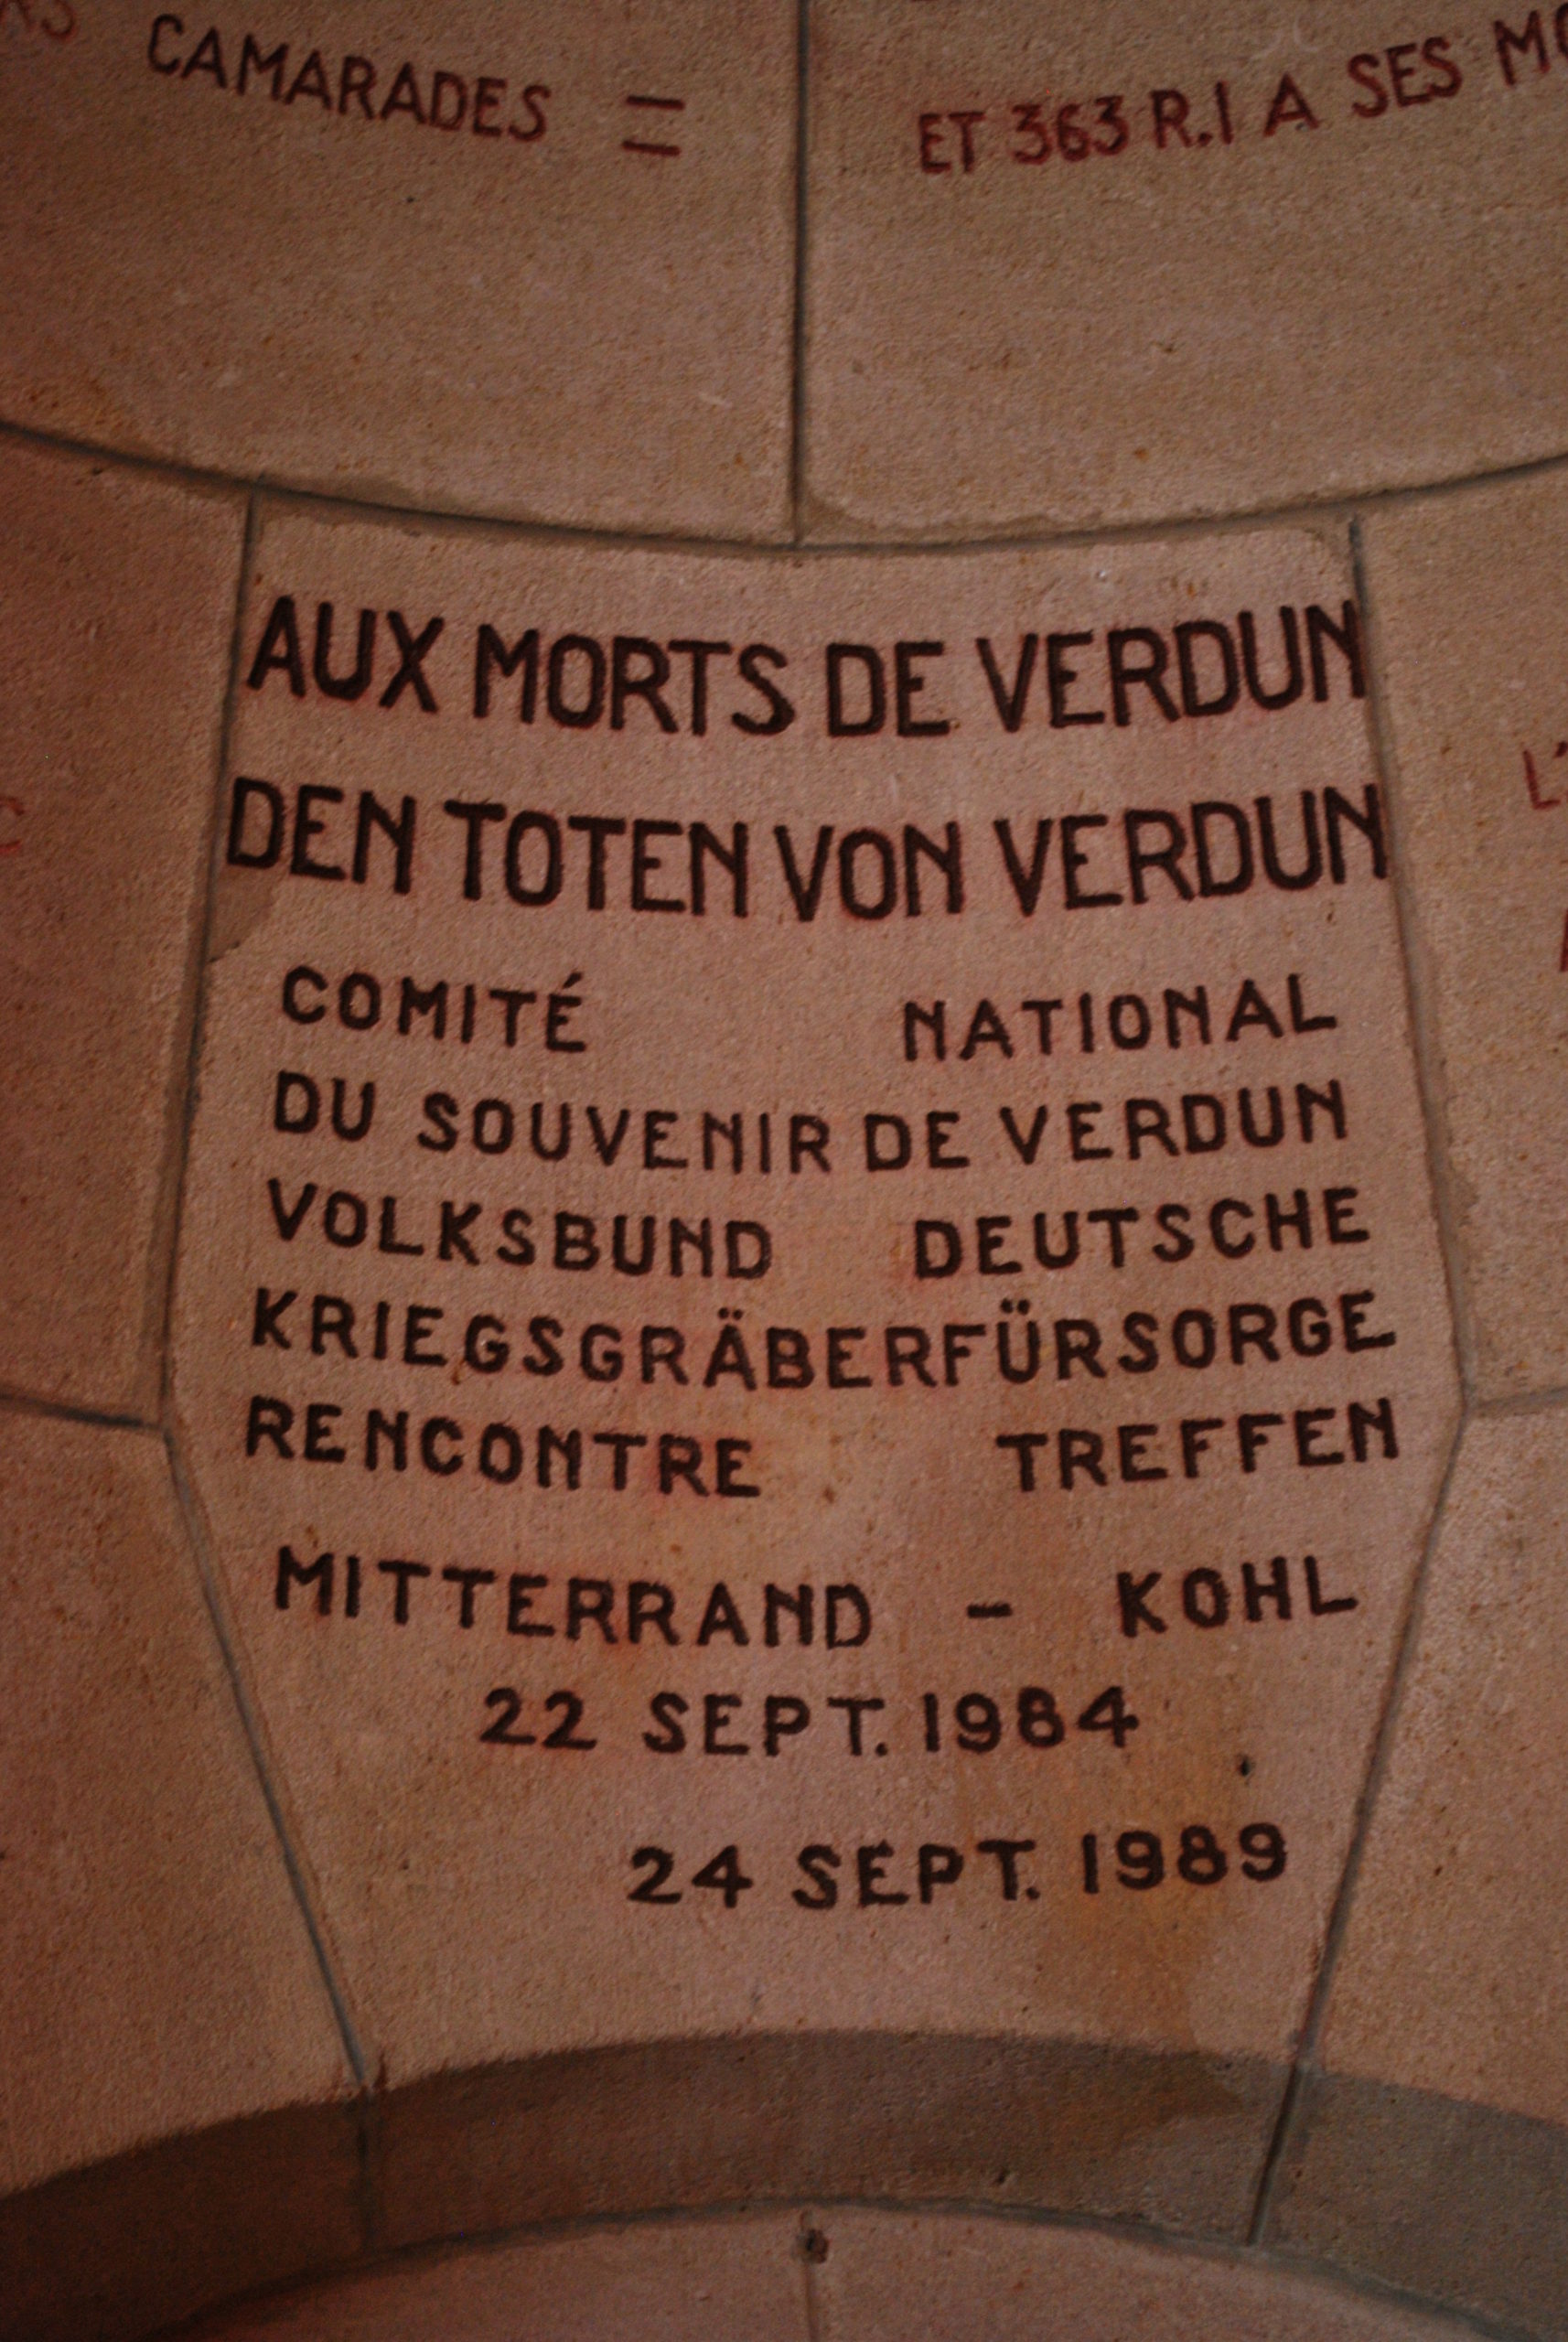 CAMARADES =
ET 363 R.I A SES
AUX MORTS DE VERDUN
DEN TOTEN VON VERDUN
COMITÉ NATIONAL
DU SOUVENIR DE VERDUN
VOLKSBUND DEUTSCHE
KRIEGSGRÄBERFÜRSORGE
RENCONTRE TREFFEN
MITTERRAND - KOHL
22 SEPT. 1984
24 SEPT. 1989